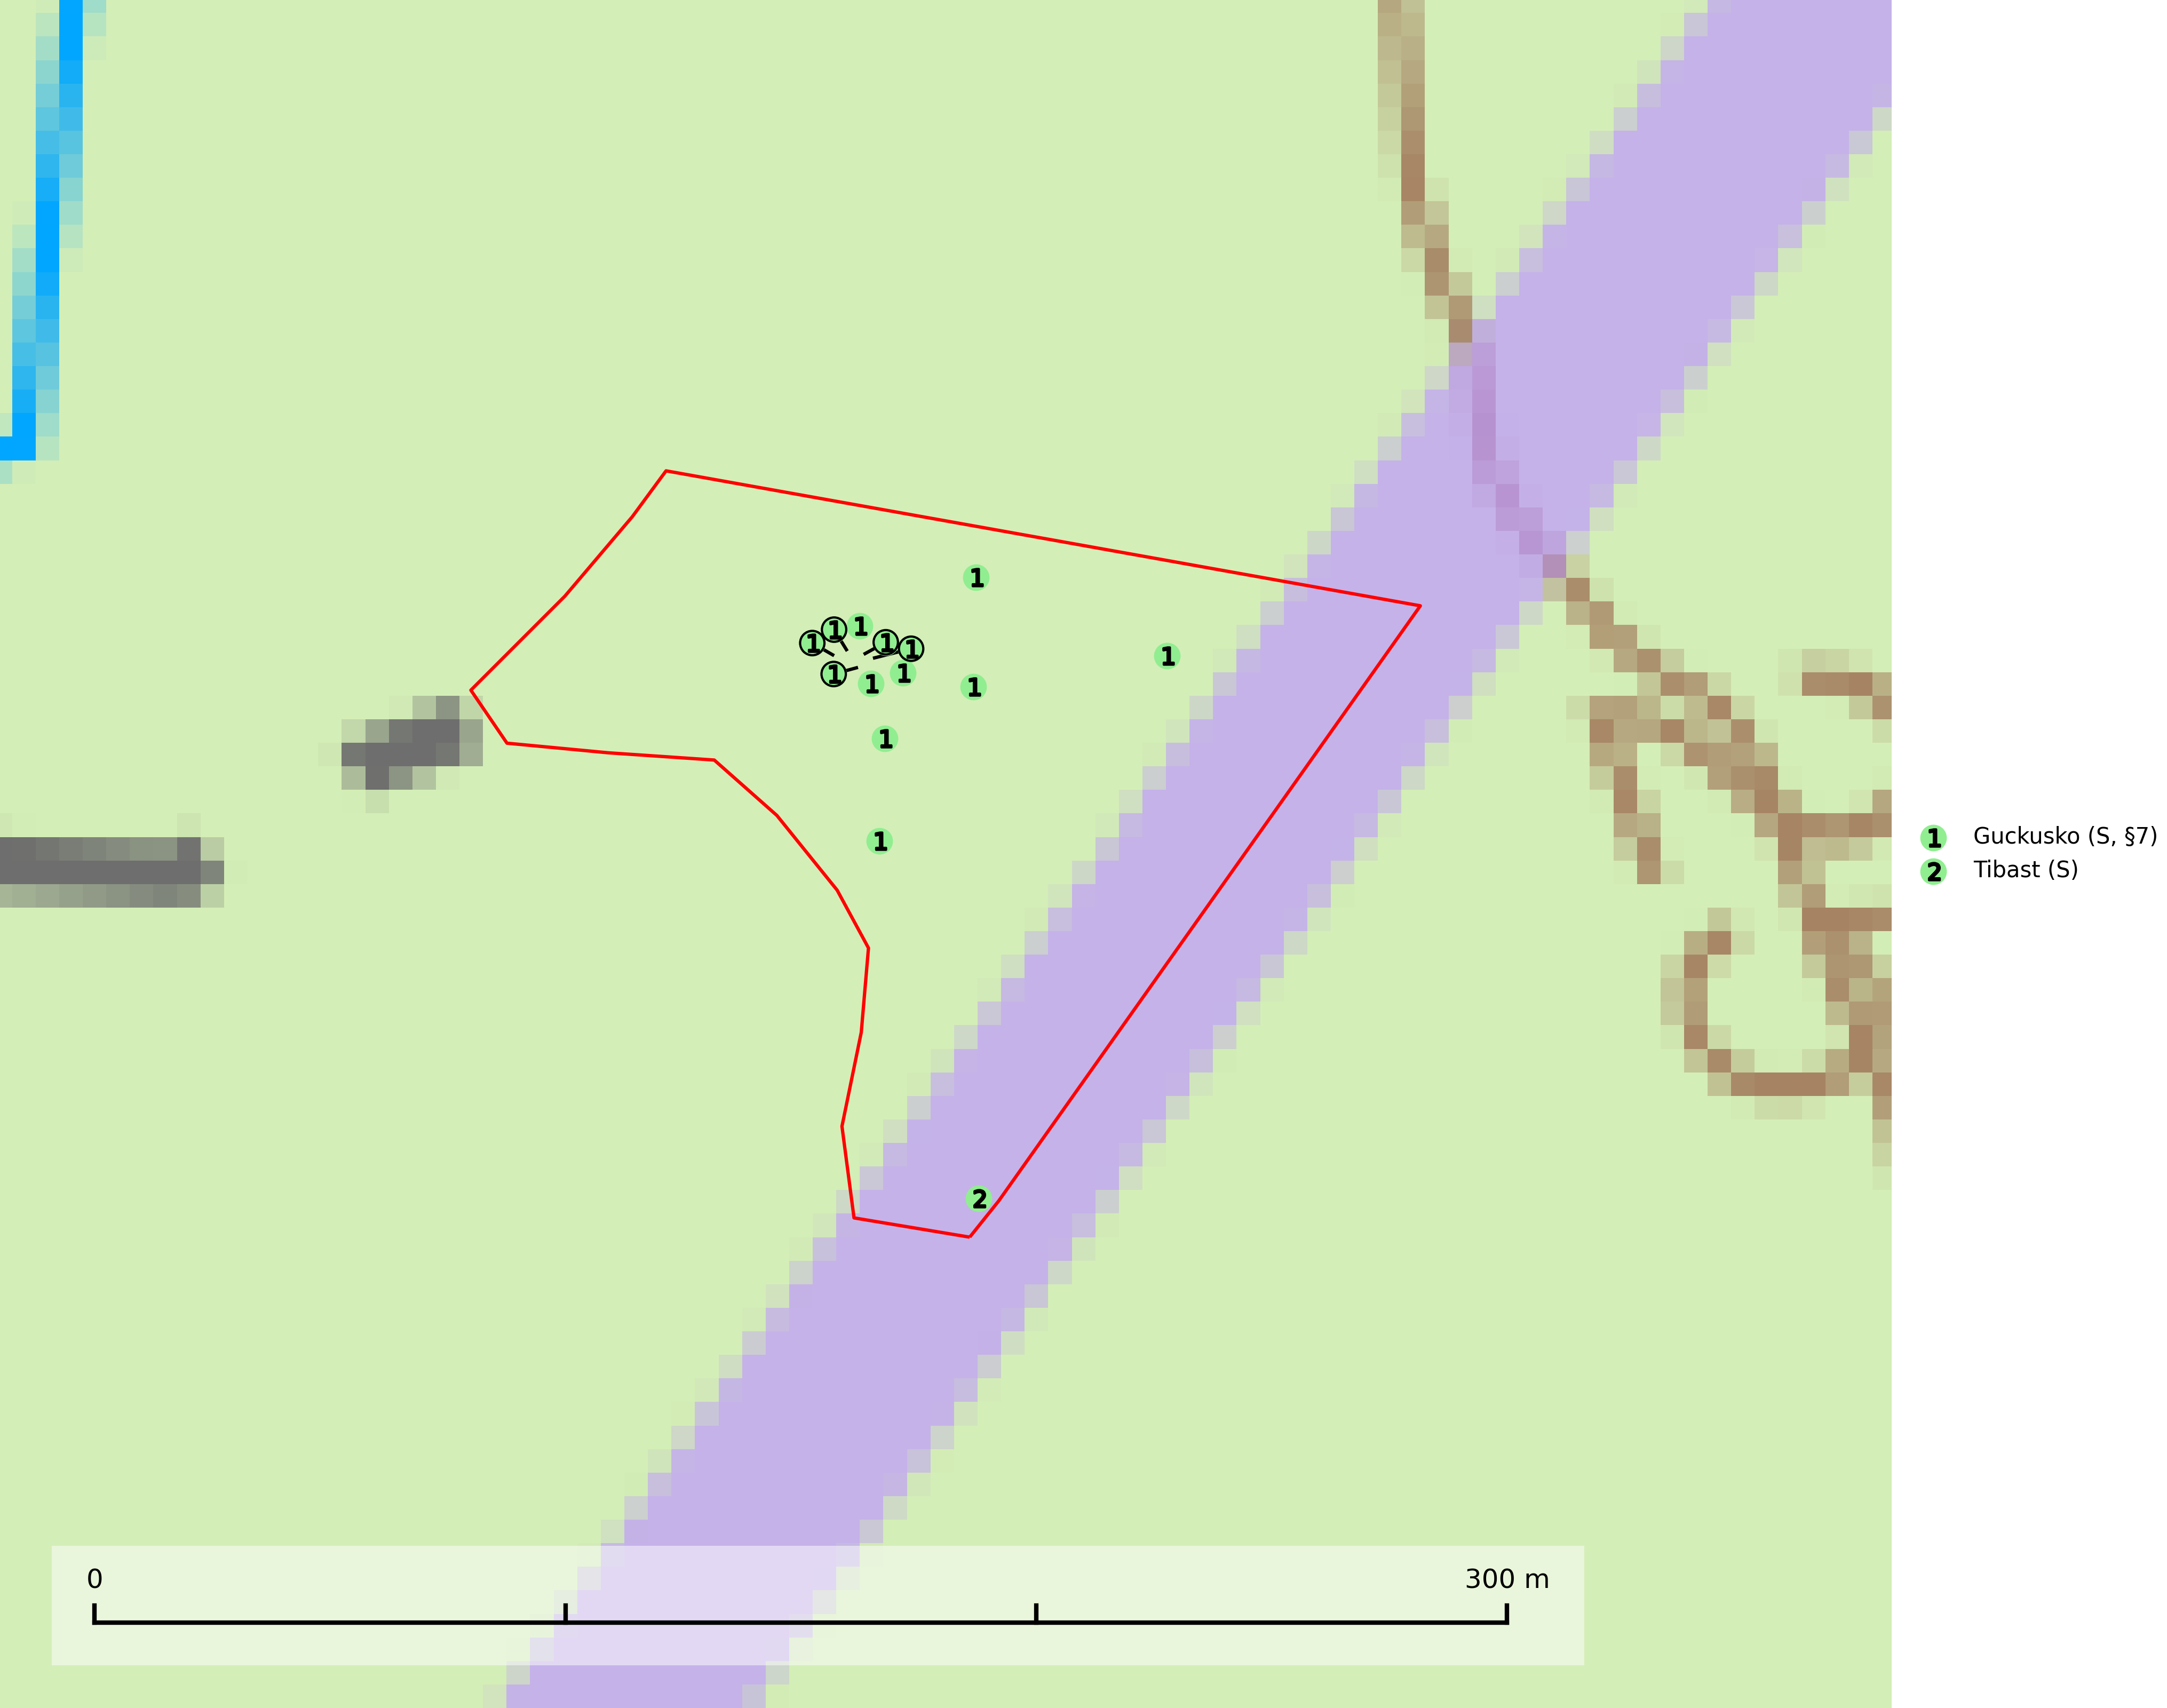 1
1 1 1 1 1 1
1 1 1 1
1
1
2
1 Guckusko (S, §7)
2 Tibast (S)
0 300 m